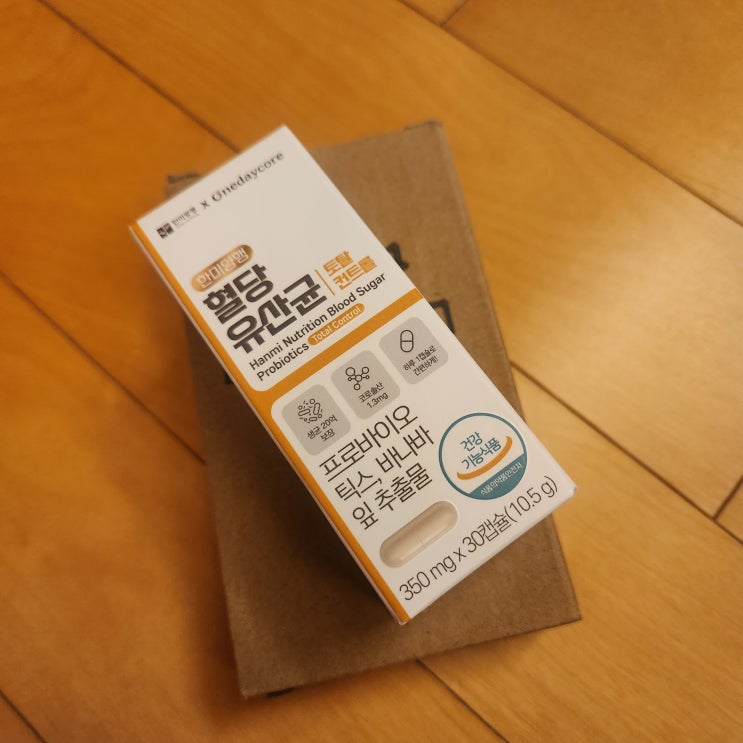 한미양행 x Onedaycore
한미양행
혈당
유산균
토탈
컨트롤
Hanmi Nutrition Blood Sugar
Probiotics Total Control
생균 20억
보장
코로솔산
1.3mg
하루 1캡슐로
간편하게!
프로바이오
틱스, 바나바
잎 추출물
건강
기능식품
식품의약품안전처
350 mg x 30캡슐(10.5 g)